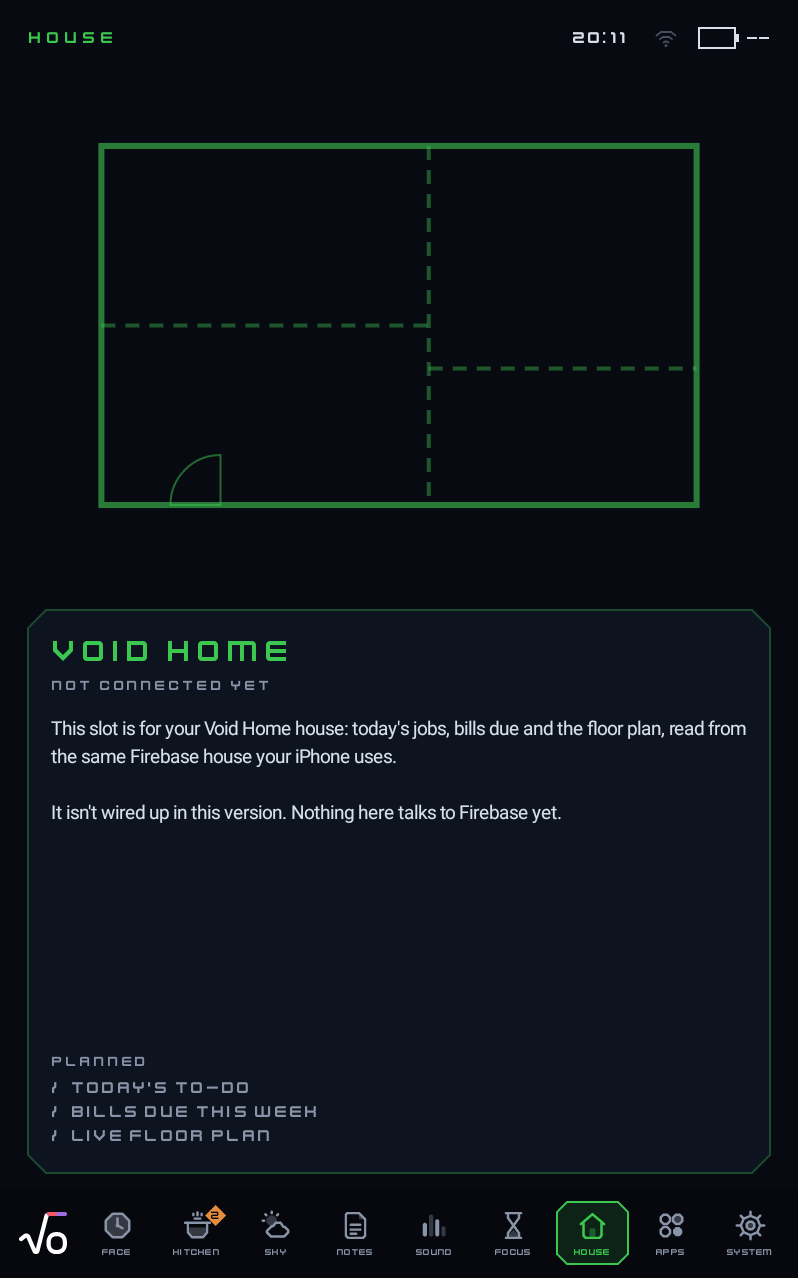 HOUSE
20:11 --
VOID HOME
NOT CONNECTED YET
This slot is for your Void Home house: today's jobs, bills due and the floor plan, read from
the same Firebase house your iPhone uses.
It isn't wired up in this version. Nothing here talks to Firebase yet.
PLANNED
/ TODAY'S TO-DO
/ BILLS DUE THIS WEEK
/ LIVE FLOOR PLAN
2
√o FACE KITCHEN SKY NOTES SOUND FOCUS HOUSE APPS SYSTEM